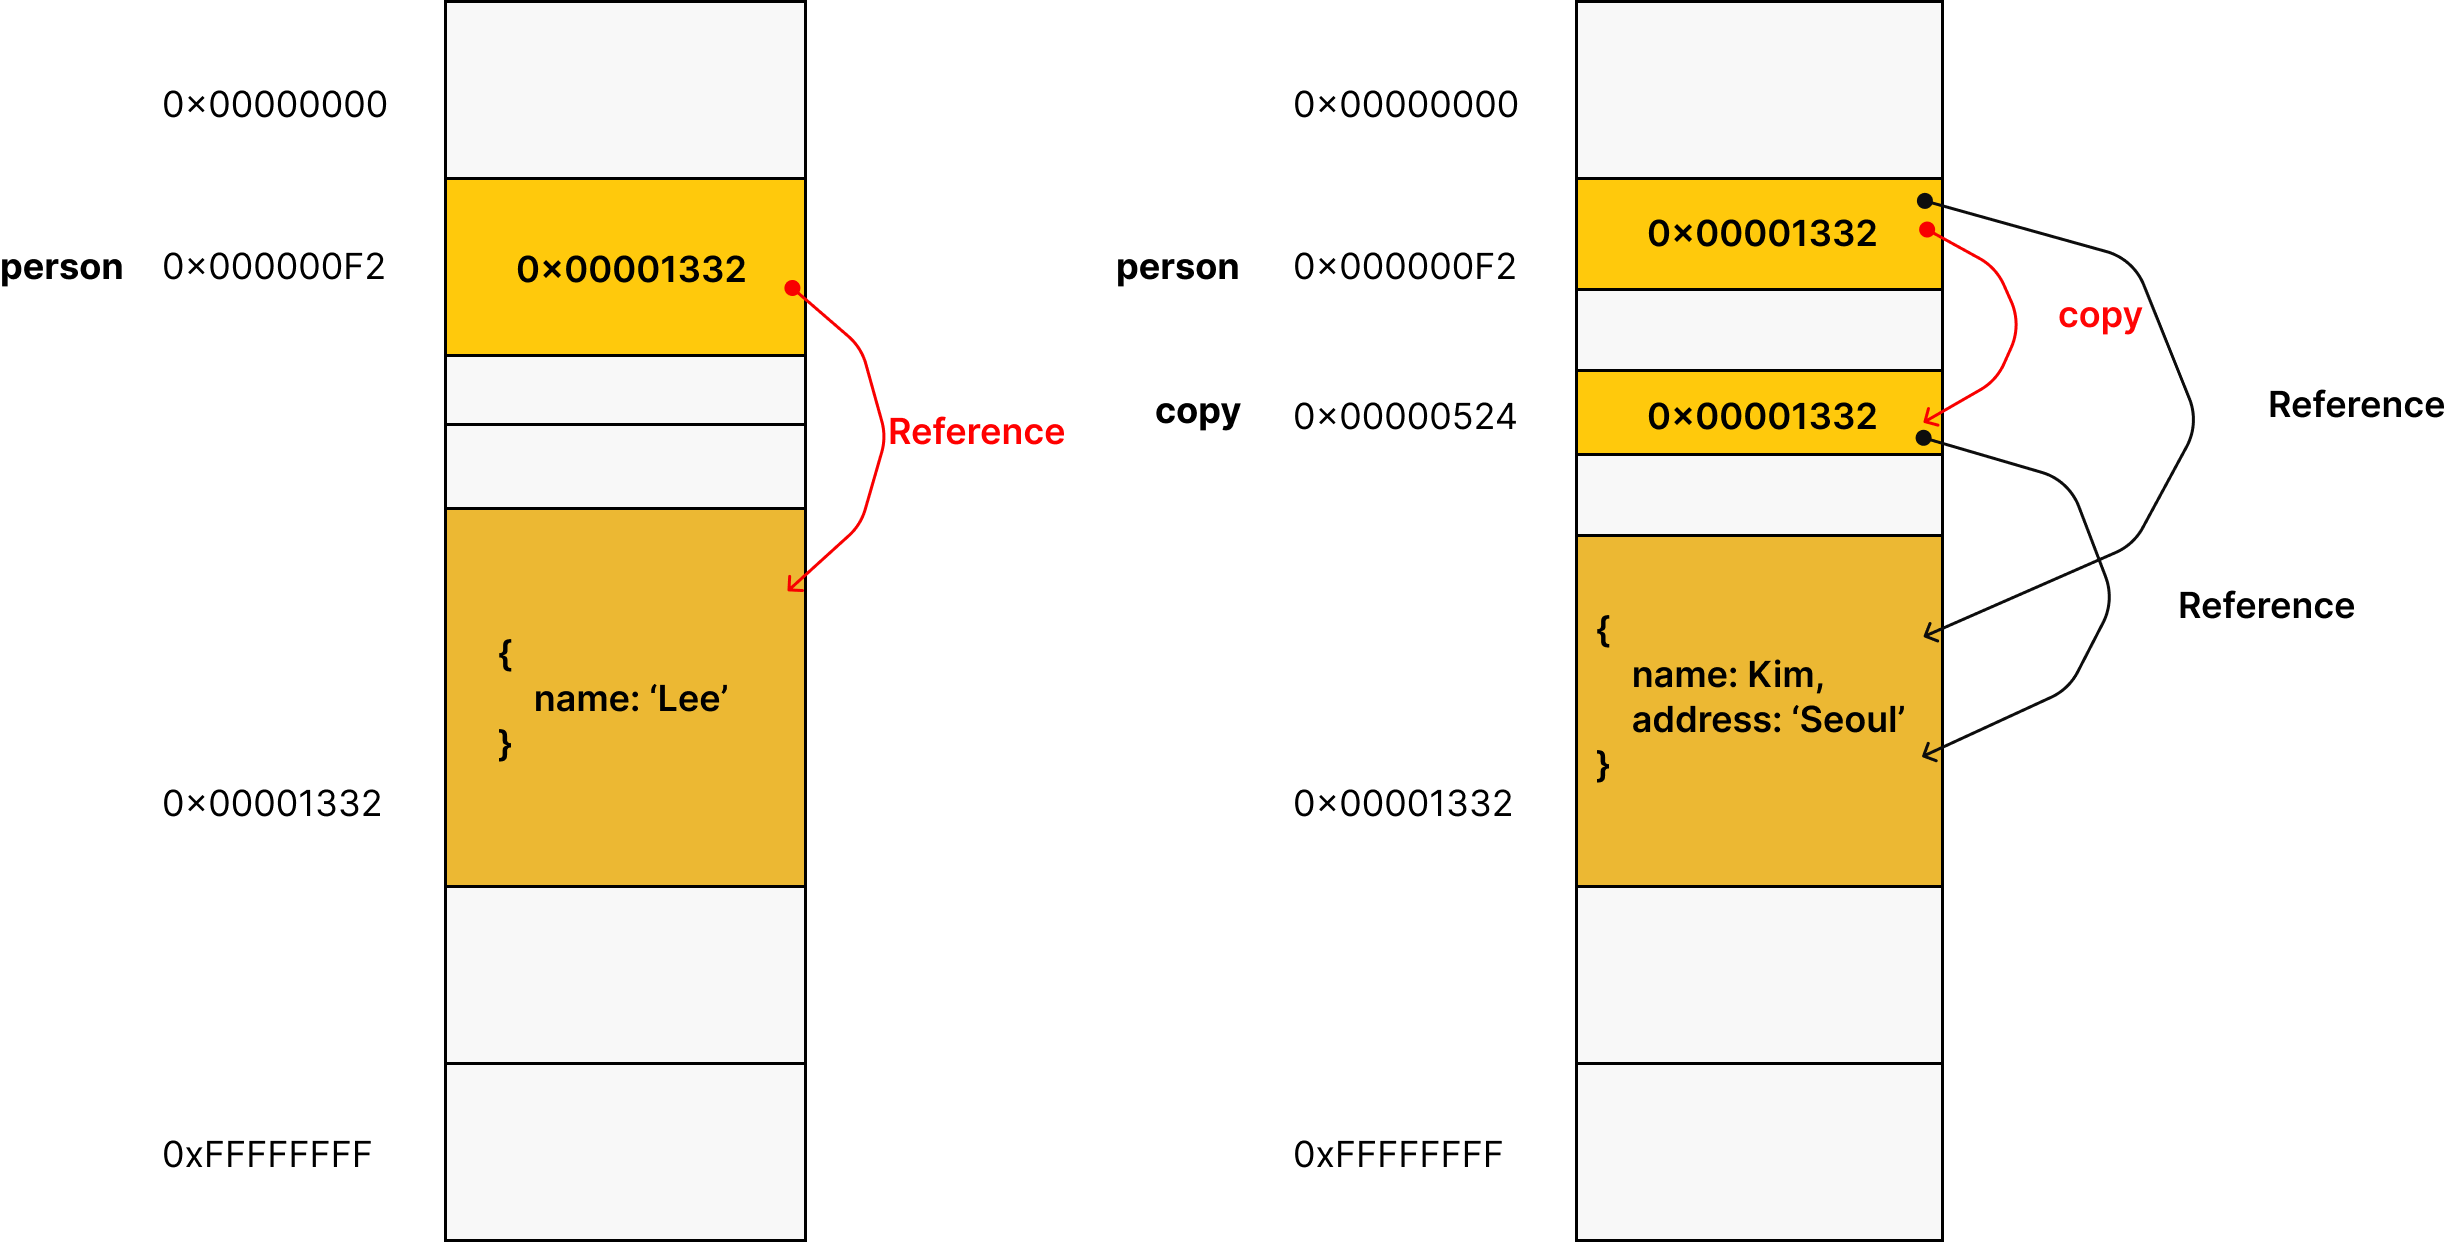 0×00000000
person 0×000000F2 0×00001332
Reference
{
name: ‘Lee’
}
0×00001332
0xFFFFFFFF
0×00000000
person 0×000000F2 0×00001332
copy
copy 0×00000524 0×00001332
Reference
Reference
{
name: Kim,
address: ‘Seoul’
}
0×00001332
0xFFFFFFFF